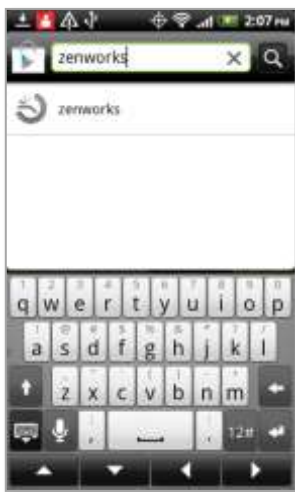 2:07 PM
zenworks
zenworks
q w e r t y u i o p
a s d f g h j k l
z x c v b n m
, . 12#